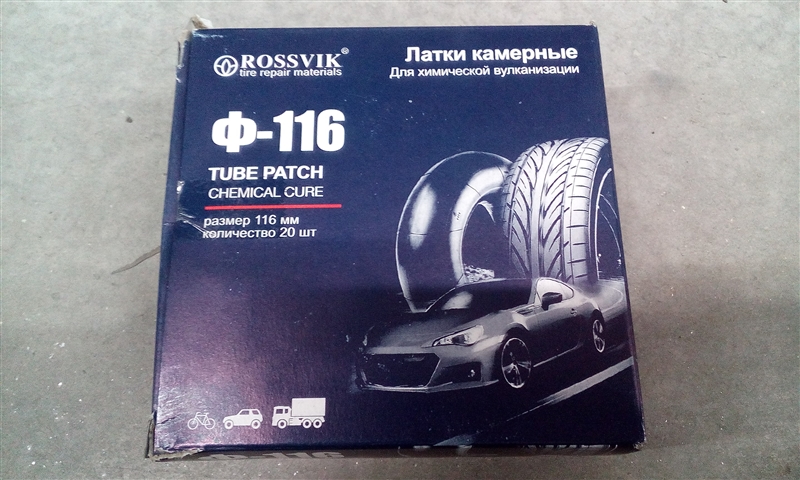 ROSSVIK®
tire repair materials
Латки камерные
Для химической вулканизации
Ф-116
TUBE PATCH
CHEMICAL CURE
размер 116 мм
количество 20 шт
Ф-116